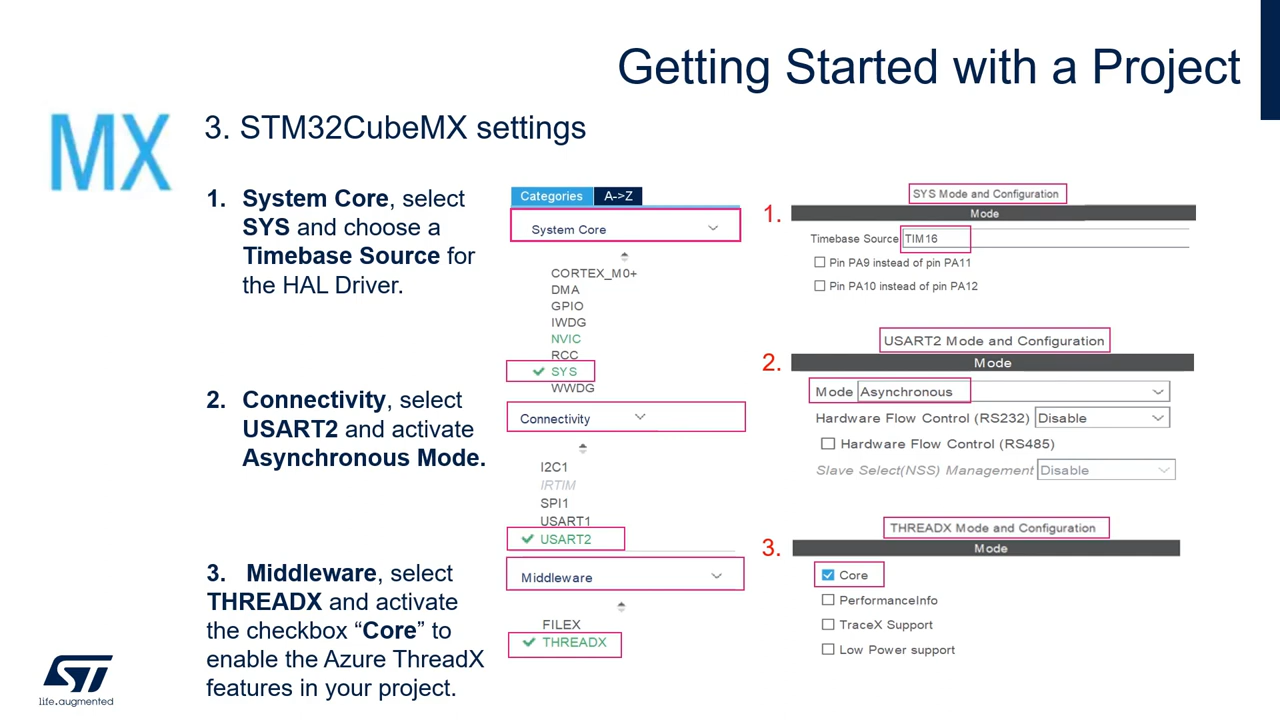 Getting Started with a Project
MX
3. STM32CubeMX settings
1. System Core, select
SYS and choose a
Timebase Source for
the HAL Driver.
2. Connectivity, select
USART2 and activate
Asynchronous Mode.
3. Middleware, select
THREADX and activate
the checkbox “Core” to
enable the Azure ThreadX
features in your project.
Categories A->Z
System Core
CORTEX_M0+
DMA
GPIO
IWDG
NVIC
RCC
SYS
WWDG
Connectivity
I2C1
IRTIM
SPI1
USART1
USART2
Middleware
FILEX
THREADX
1.
SYS Mode and Configuration
Mode
Timebase Source TIM16
Pin PA9 instead of pin PA11
Pin PA10 instead of pin PA12
2.
USART2 Mode and Configuration
Mode
Mode Asynchronous
Hardware Flow Control (RS232) Disable
Hardware Flow Control (RS485)
Slave Select(NSS) Management Disable
3.
THREADX Mode and Configuration
Mode
Core
PerformanceInfo
TraceX Support
Low Power support
ST
life.augmented